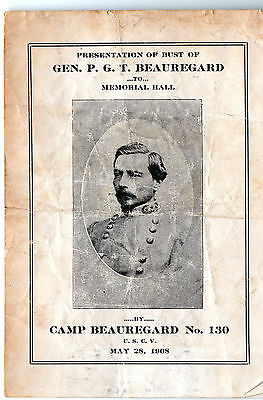 PRESENTATION OF BUST OF
GEN. P. G. T. BEAUREGARD
...TO...
MEMORIAL HALL
.....BY.....
CAMP BEAUREGARD No. 130
U. S. C. V.
MAY 28, 1908